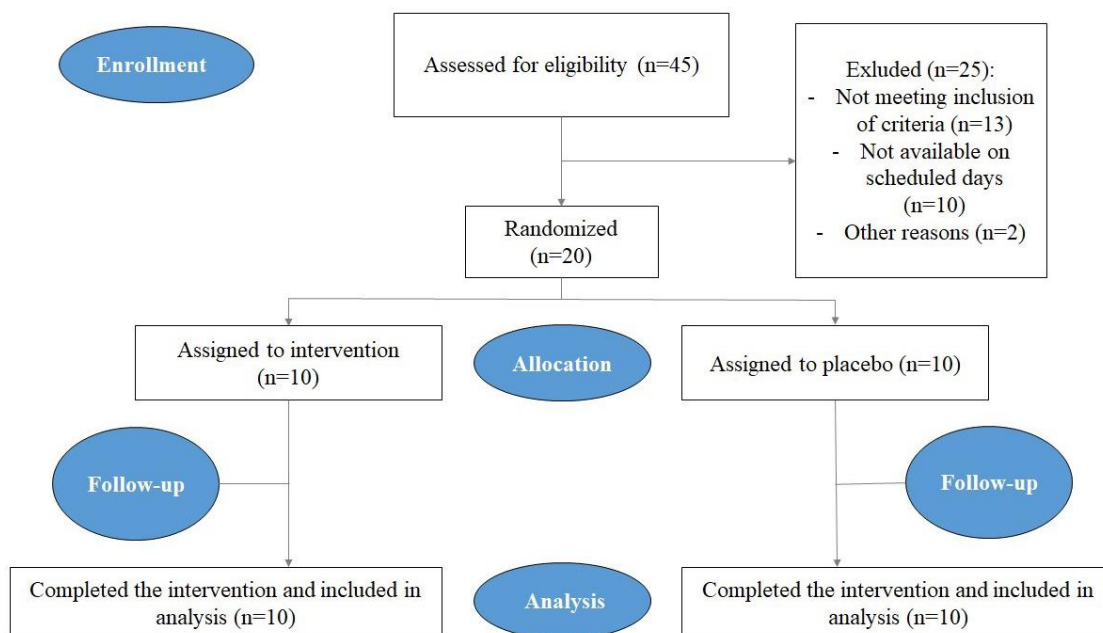 Enrollment
Assessed for eligibility (n=45)
Exluded (n=25):
- Not meeting inclusion
of criteria (n=13)
- Not available on
scheduled days
(n=10)
- Other reasons (n=2)
Randomized
(n=20)
Assigned to intervention
(n=10)
Allocation
Assigned to placebo (n=10)
Follow-up
Follow-up
Completed the intervention and included in
analysis (n=10)
Analysis
Completed the intervention and included in
analysis (n=10)